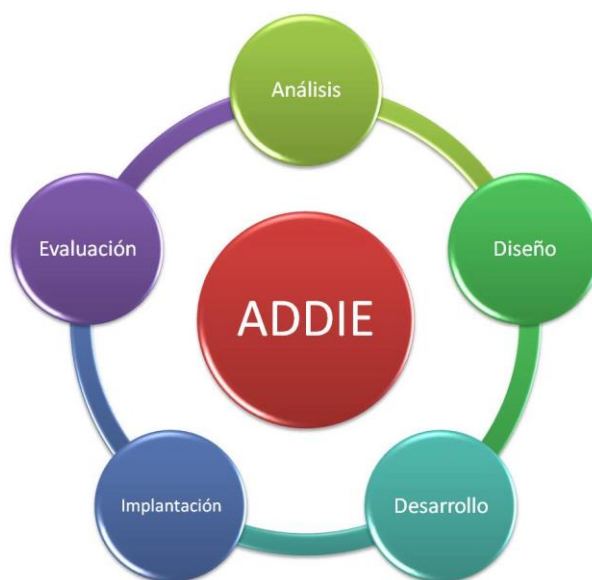 Análisis
Diseño
Desarrollo
Implantación
Evaluación
ADDIE